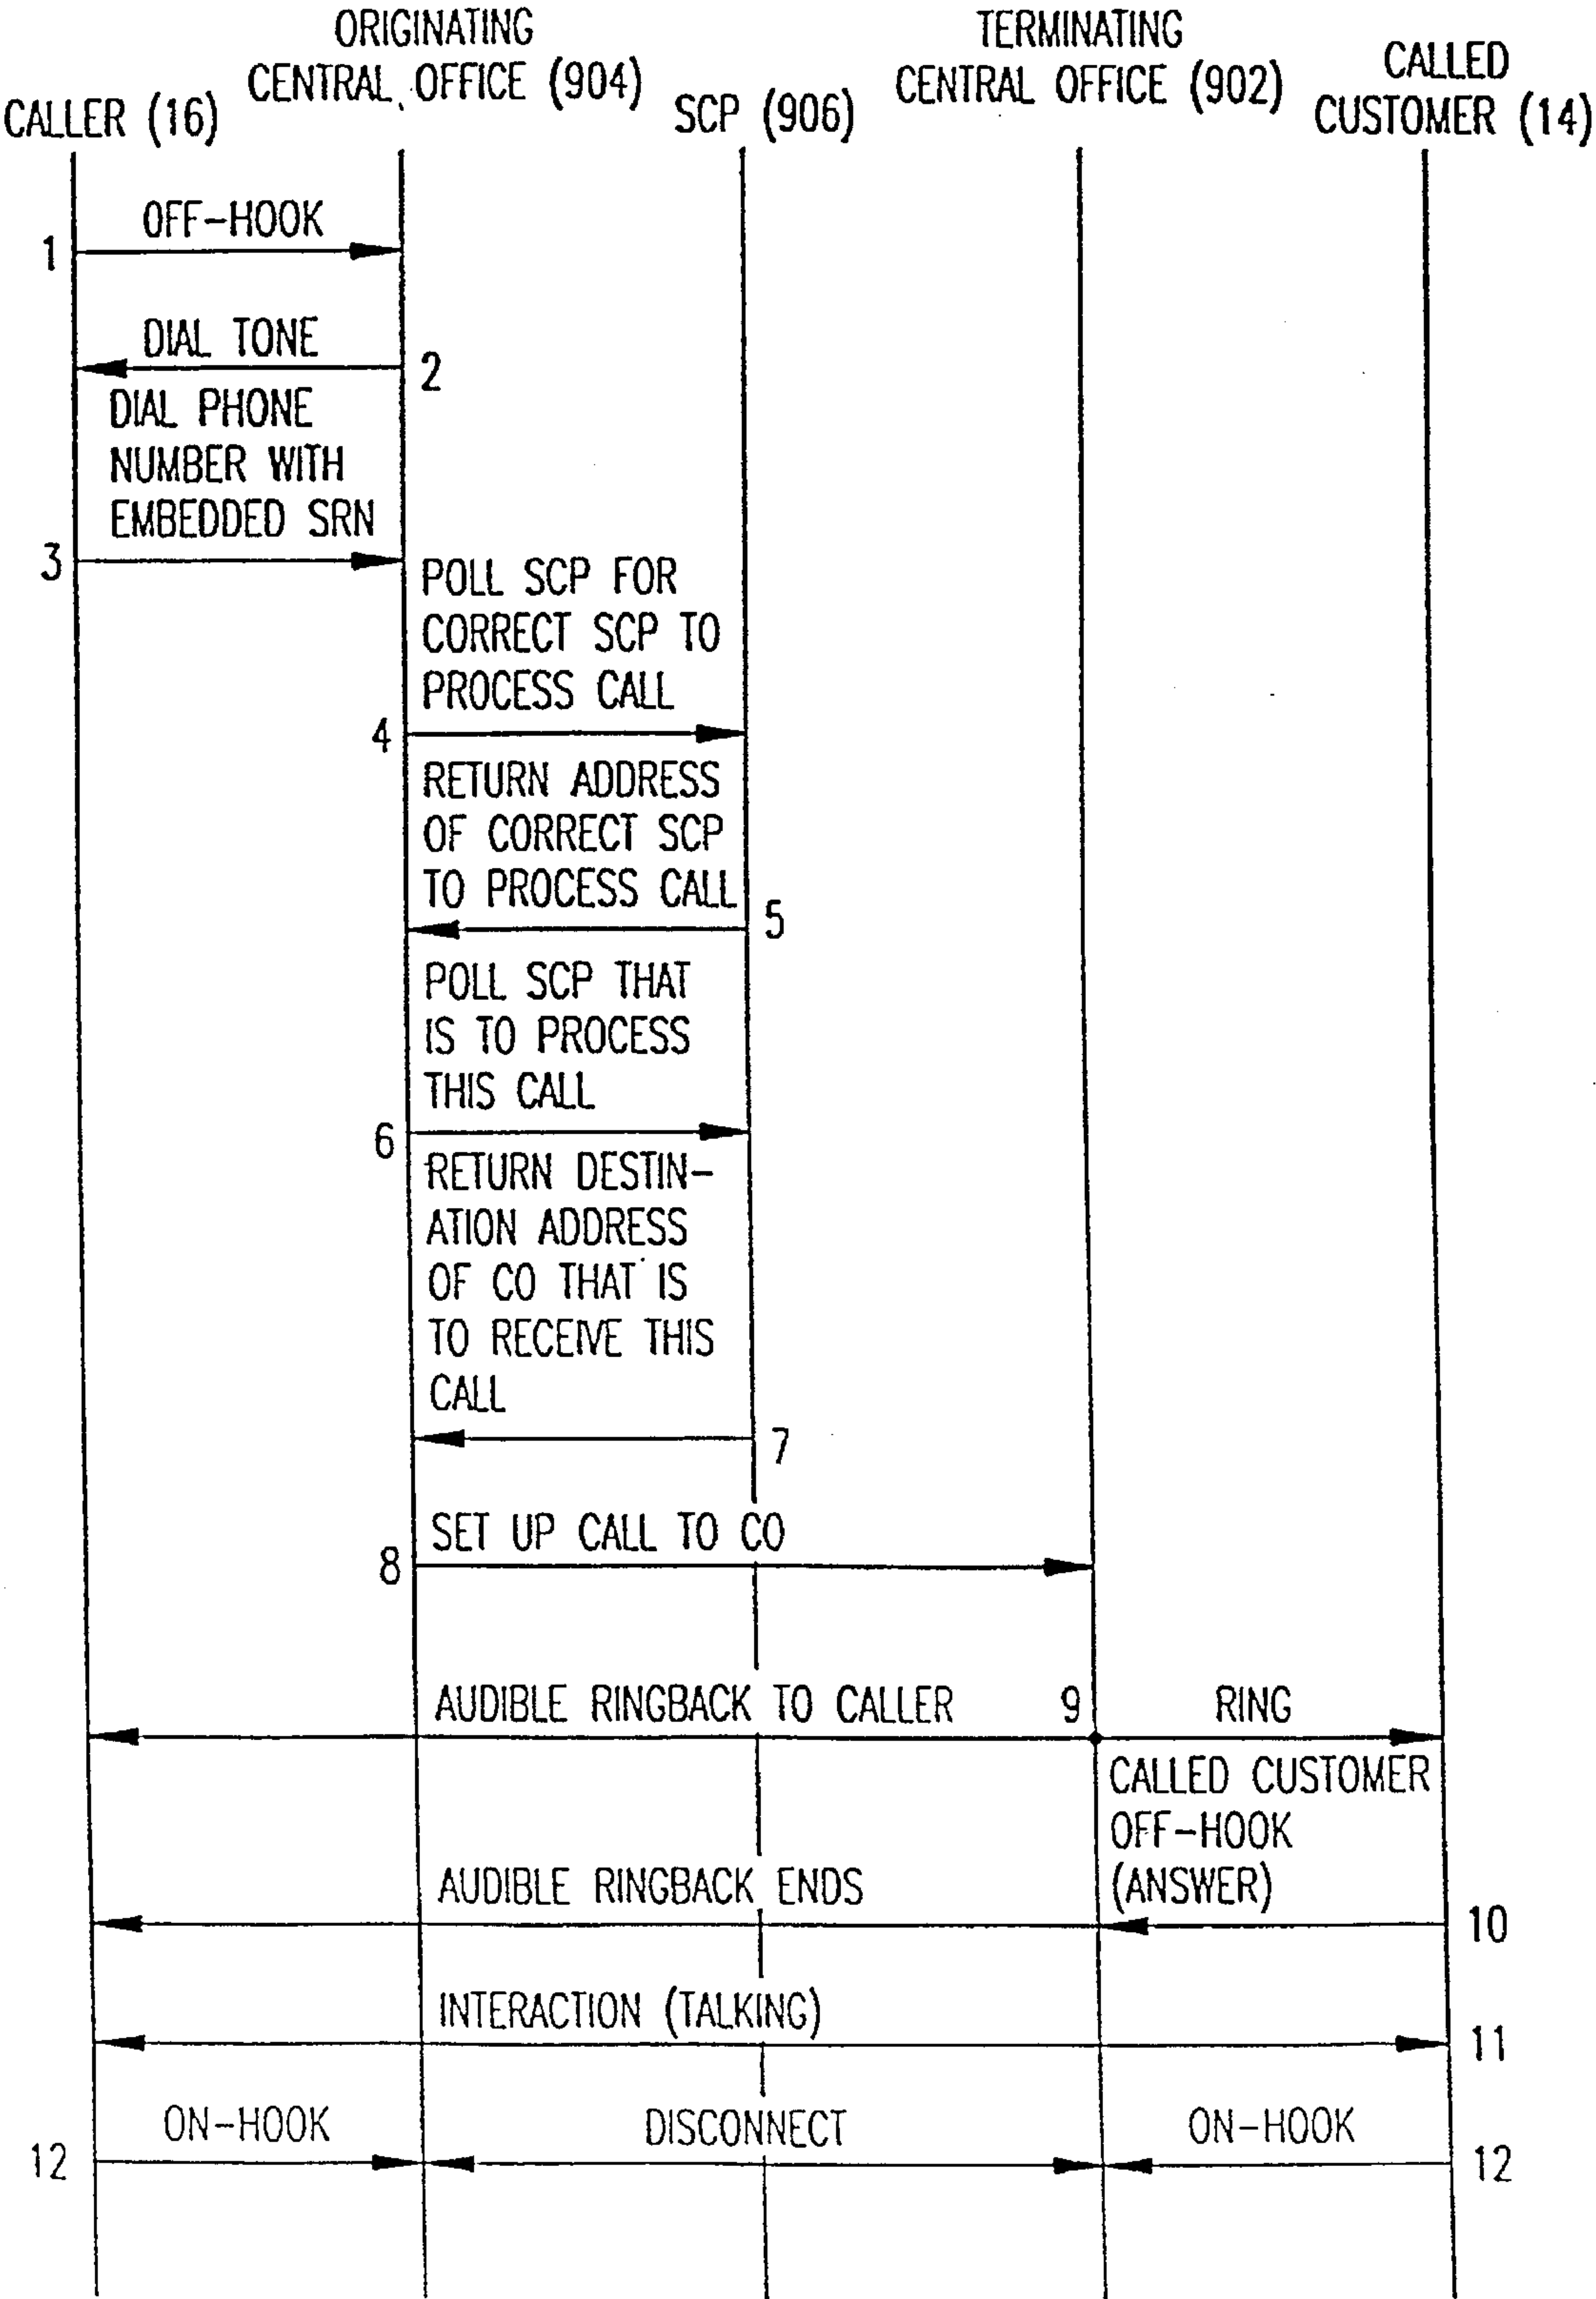 ORIGINATING
CENTRAL OFFICE (904)
TERMINATING
CENTRAL OFFICE (902)
CALLED
CUSTOMER (14)
CALLER (16)
SCP (906)
OFF-HOOK
1
DIAL TONE
2
DIAL PHONE
NUMBER WITH
EMBEDDED SRN
3
POLL SCP FOR
CORRECT SCP TO
PROCESS CALL
4
RETURN ADDRESS
OF CORRECT SCP
TO PROCESS CALL
5
POLL SCP THAT
IS TO PROCESS
THIS CALL
6
RETURN DESTIN-
ATION ADDRESS
OF CO THAT IS
TO RECEIVE THIS
CALL
7
SET UP CALL TO CO
8
AUDIBLE RINGBACK TO CALLER
9
RING
CALLED CUSTOMER
OFF-HOOK
(ANSWER)
AUDIBLE RINGBACK ENDS
10
INTERACTION (TALKING)
11
ON-HOOK
DISCONNECT
ON-HOOK
12
12